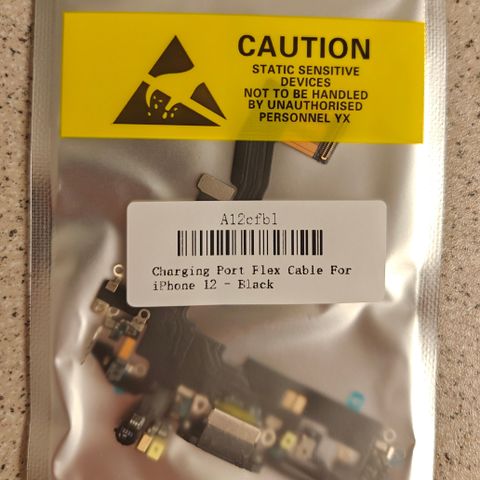 CAUTION
STATIC SENSITIVE
DEVICES
NOT TO BE HANDLED
BY UNAUTHORISED
PERSONNEL YX
A12cfbl
Charging Port Flex Cable For
iPhone 12 - Black